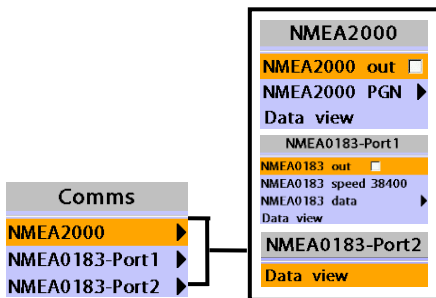 Comms
NMEA2000
NMEA0183-Port1
NMEA0183-Port2
NMEA2000
NMEA2000 out
NMEA2000 PGN
Data view
NMEA0183-Port1
NMEA0183 out
NMEA0183 speed 38400
NMEA0183 data
Data view
NMEA0183-Port2
Data view